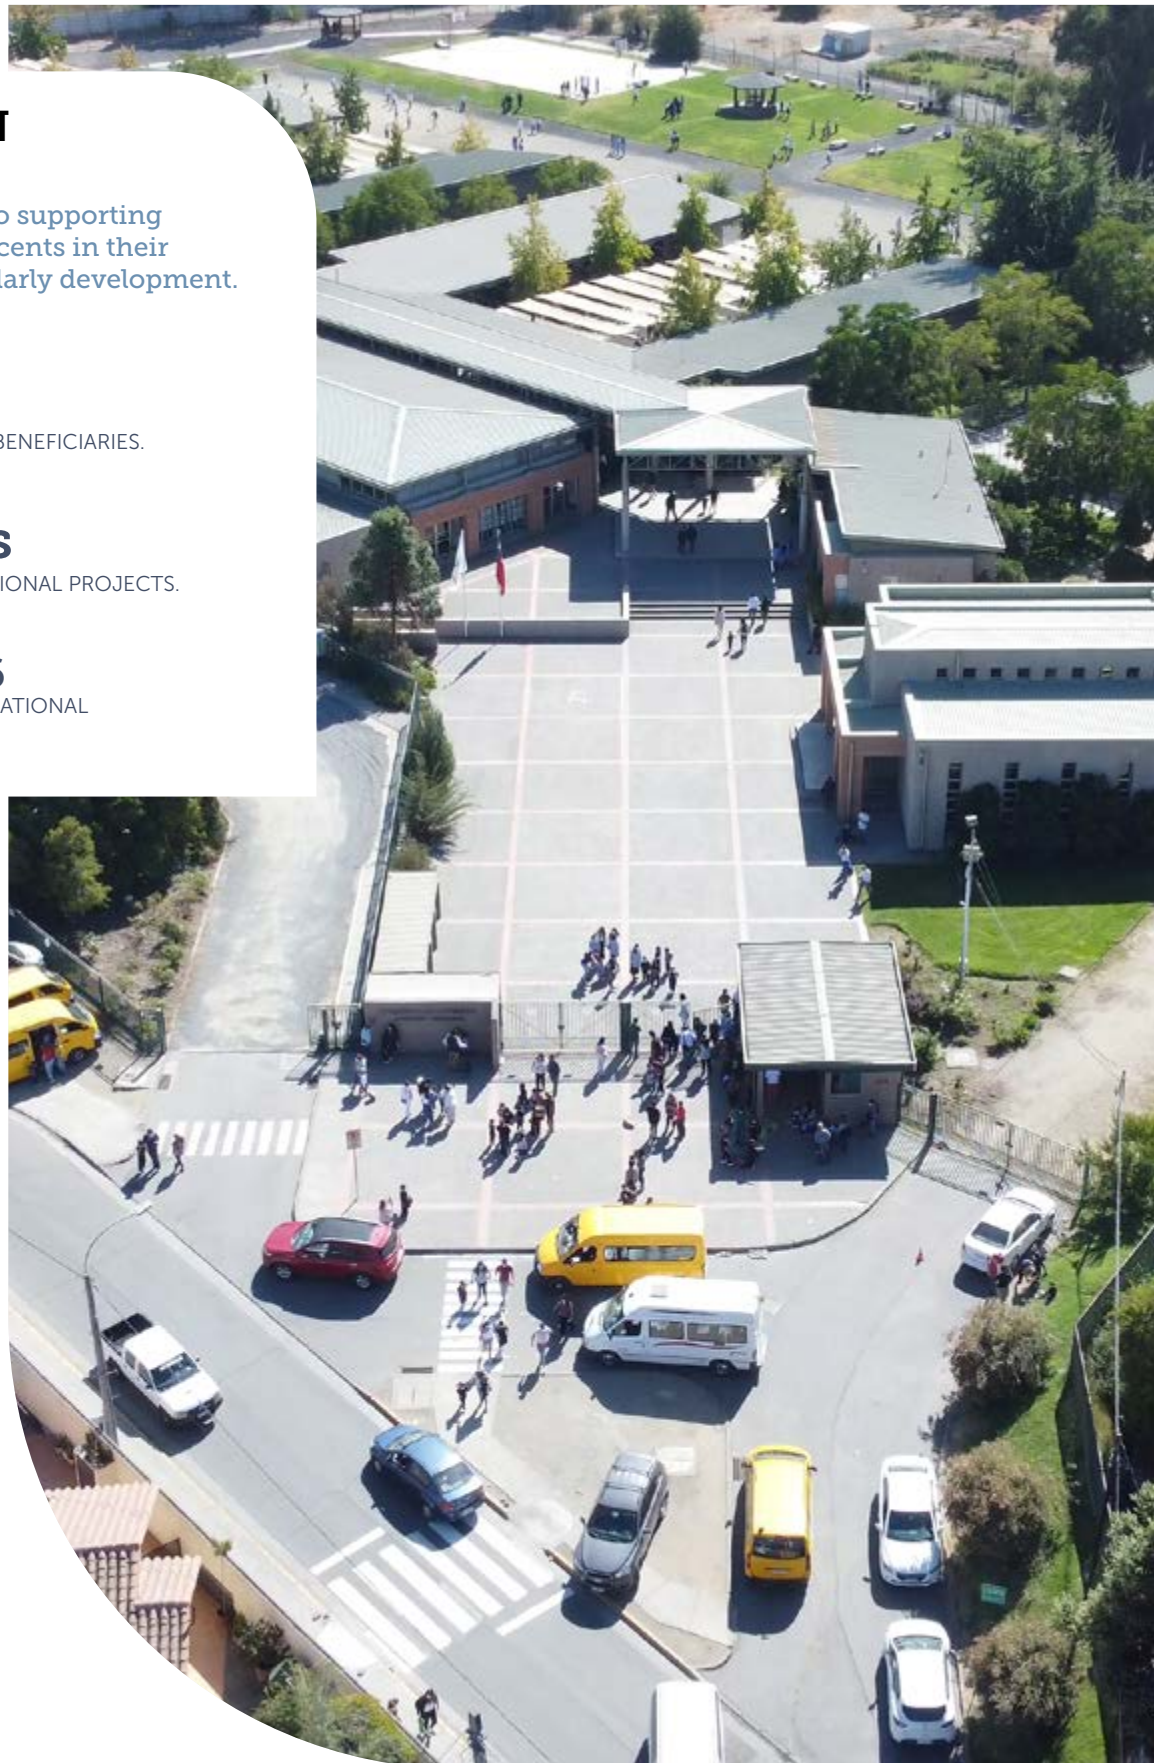 o supporting
cents in their
larly development.
BENEFICIARIES.
S
IONAL PROJECTS.
ATIONAL